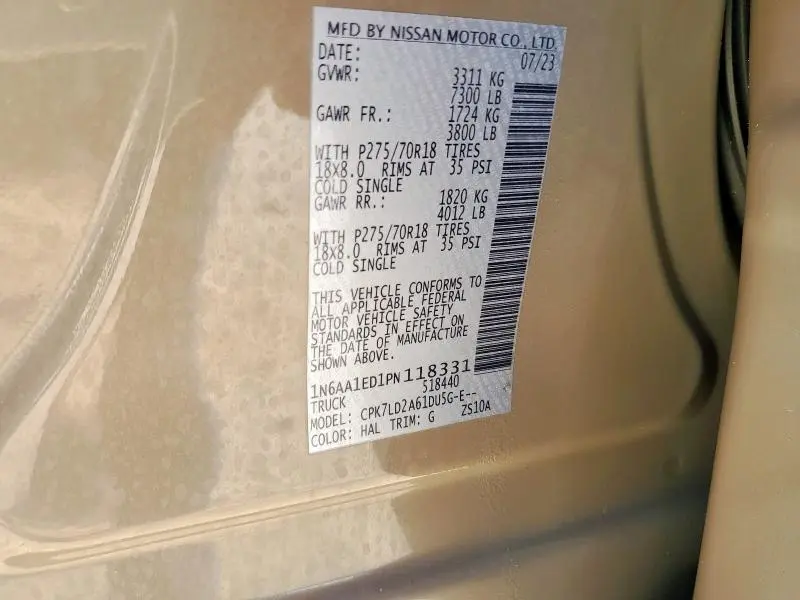 MFD BY NISSAN MOTOR CO., LTD.
DATE: 07/23
GVWR: 3311 KG
7300 LB
GAWR FR.: 1724 KG
3800 LB
WITH P275/70R18 TIRES
18X8.0 RIMS AT 35 PSI
COLD SINGLE
GAWR RR.: 1820 KG
4012 LB
WITH P275/70R18 TIRES
18X8.0 RIMS AT 35 PSI
COLD SINGLE
THIS VEHICLE CONFORMS TO
ALL APPLICABLE FEDERAL
MOTOR VEHICLE SAFETY
STANDARDS IN EFFECT ON
THE DATE OF MANUFACTURE
SHOWN ABOVE.
1N6AA1ED1PN118331
TRUCK 518440
MODEL: CPK7LD2A61DU5G-E--
COLOR: HAL TRIM: G ZS10A